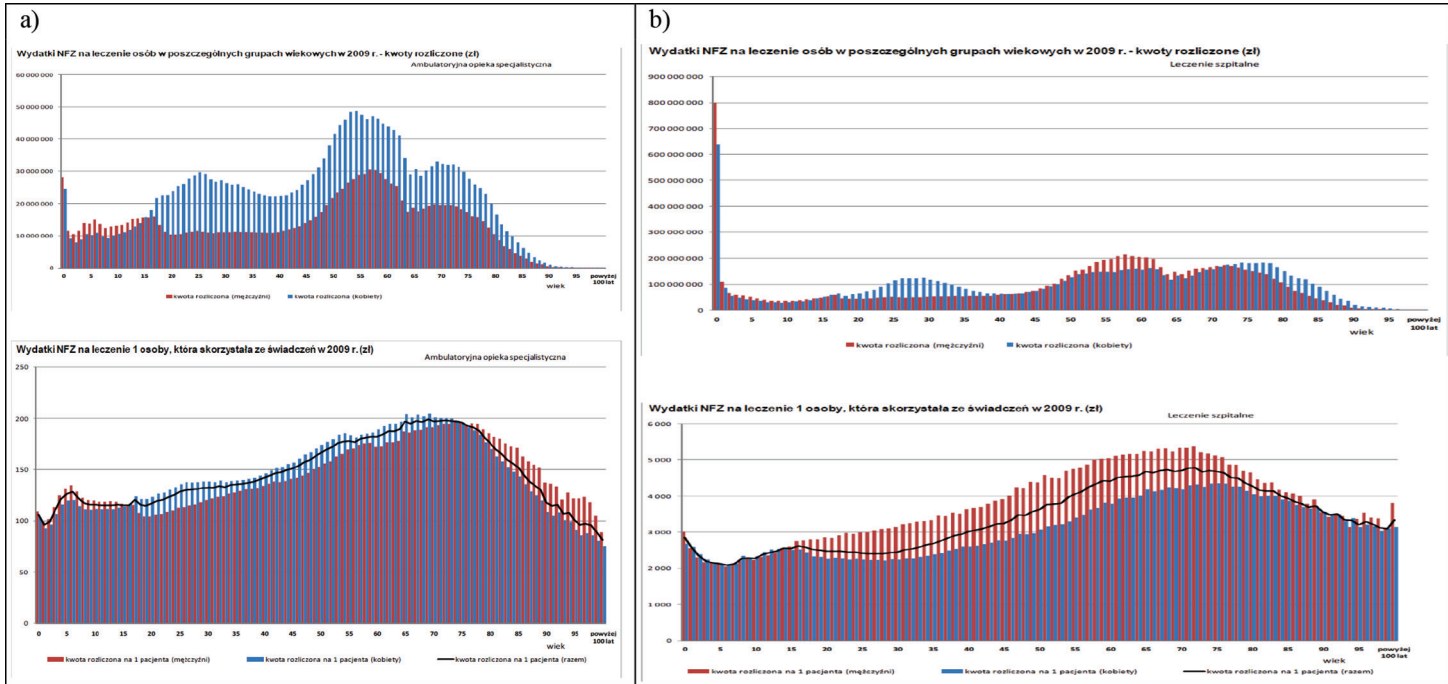 a)
Wydatki NFZ na leczenie osób w poszczególnych grupach wiekowych w 2009 r. - kwoty rozliczone (zł)
Ambulatoryjna opieka specjalistyczna
60 000 000
50 000 000
40 000 000
30 000 000
20 000 000
10 000 000
0
0 5 10 15 20 25 30 35 40 45 50 55 60 65 70 75 80 85 90 95 powyżej
100 lat
wiek
kwota rozliczona (mężczyźni) kwota rozliczona (kobiety)
Wydatki NFZ na leczenie 1 osoby, która skorzystała ze świadczeń w 2009 r. (zł)
Ambulatoryjna opieka specjalistyczna
250
200
150
100
50
0
0 5 10 15 20 25 30 35 40 45 50 55 60 65 70 75 80 85 90 95 powyżej
100 lat
wiek
kwota rozliczona na 1 pacjenta (mężczyźni) kwota rozliczona na 1 pacjenta (kobiety) kwota rozliczona na 1 pacjenta (razem)
b)
Wydatki NFZ na leczenie osób w poszczególnych grupach wiekowych w 2009 r. - kwoty rozliczone (zł)
Leczenie szpitalne
900 000 000
800 000 000
700 000 000
600 000 000
500 000 000
400 000 000
300 000 000
200 000 000
100 000 000
0
0 5 10 15 20 25 30 35 40 45 50 55 60 65 70 75 80 85 90 95 powyżej
100 lat
wiek
kwota rozliczona (mężczyźni) kwota rozliczona (kobiety)
Wydatki NFZ na leczenie 1 osoby, która skorzystała ze świadczeń w 2009 r. (zł)
Leczenie szpitalne
6 000
5 000
4 000
3 000
2 000
1 000
0
0 5 10 15 20 25 30 35 40 45 50 55 60 65 70 75 80 85 90 95 powyżej
100 lat
wiek
kwota rozliczona na 1 pacjenta (mężczyźni) kwota rozliczona na 1 pacjenta (kobiety) kwota rozliczona na 1 pacjenta (razem)